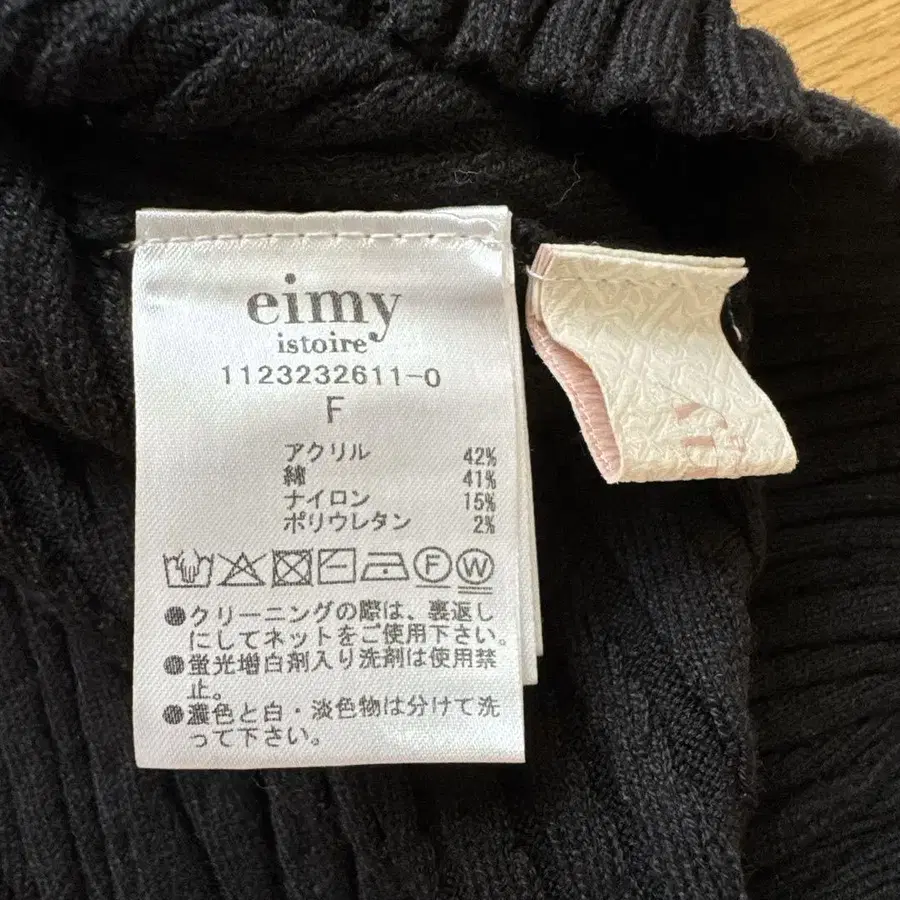 eimy
istoire
1123232611-0
F
アクリル 42%
綿 41%
ナイロン 15%
ポリウレタン 2%
F W
●クリーニングの際は、裏返し
にしてネットをご使用下さい。
●蛍光増白剤入り洗剤は使用禁
止。
●濃色と白・淡色物は分けて洗
って下さい。